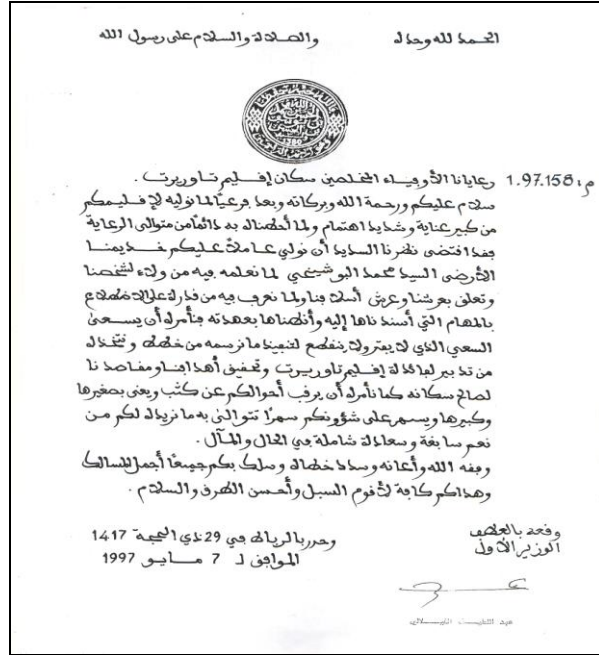 الحمد لله وحده والصلاة والسلام على رسول الله
1.97.158 رعايانا الأوفياء المخلصين سكان إقليم تاوريرت .
سلام عليكم ورحمة الله وبركاته وبعد فرعيا لما نوليه لإقليمكم
من كبير عناية وشديد اهتمام ولما أحطناه به دائما من متوالى الرعاية
فقد اقتضى نظرنا السديد أن نولي عاملا عليكم خديمنا
الأرضى السيد محمد البوشيخي لما نعلمه فيه من ولاء لشخصنا
وتعلق بعرشنا وعرش أسلافنا ولما نعرف فيه من قدرة على الاضطلاع
بالمهام التي أسندناها إليه وأنطناها بعهدته فنأمره أن يسعى
السعي الذي لا يفتر ولا ينقطع لتنفيذ ما نرسمه من خطط ونتخذه
من تدبير لفائدة إقليم تاوريرت وتحقيق أهدافنا ومقاصدنا
لصالح سكانه كما نأمره أن يرقب أحوالكم عن كثب ويعنى بصغيرها
وكبيرها ويسهر على شؤونكم سهرا تتوالى به ما نريده لكم من
نعم سابغة وسعادة شاملة في الحال والمآل .
وفقه الله وأعانه وسدد خطاه وسلك بكم جميعا أجمل المسالك
وهداكم كافة لأقوم السبل وأحسن الطرق والسلام .
وحرر بالرباط في 29 ذي الحجة 1417
الموافق ل 7 مايو 1997
وقعه بالعطف
الوزير الأول
عبد اللطيف الفيلالي